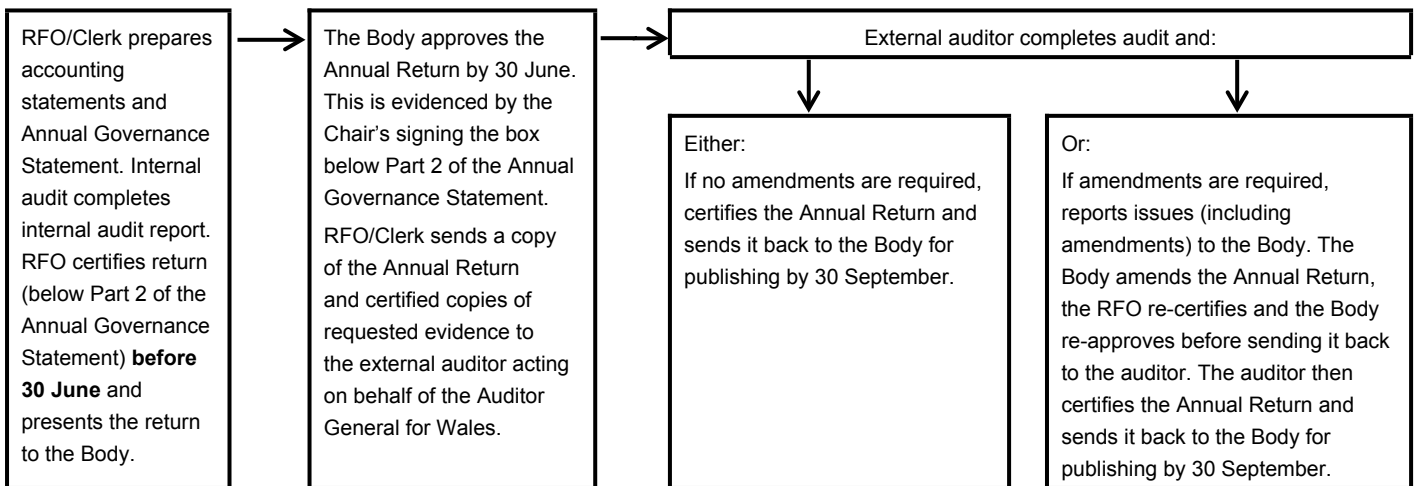 RFO/Clerk prepares
accounting
statements and
Annual Governance
Statement. Internal
audit completes
internal audit report.
RFO certifies return
(below Part 2 of the
Annual Governance
Statement) before
30 June and
presents the return
to the Body.
The Body approves the
Annual Return by 30 June.
This is evidenced by the
Chair’s signing the box
below Part 2 of the Annual
Governance Statement.
RFO/Clerk sends a copy
of the Annual Return
and certified copies of
requested evidence to
the external auditor acting
on behalf of the Auditor
General for Wales.
External auditor completes audit and:
Either:
If no amendments are required,
certifies the Annual Return and
sends it back to the Body for
publishing by 30 September.
Or:
If amendments are required,
reports issues (including
amendments) to the Body. The
Body amends the Annual Return,
the RFO re-certifies and the Body
re-approves before sending it back
to the auditor. The auditor then
certifies the Annual Return and
sends it back to the Body for
publishing by 30 September.